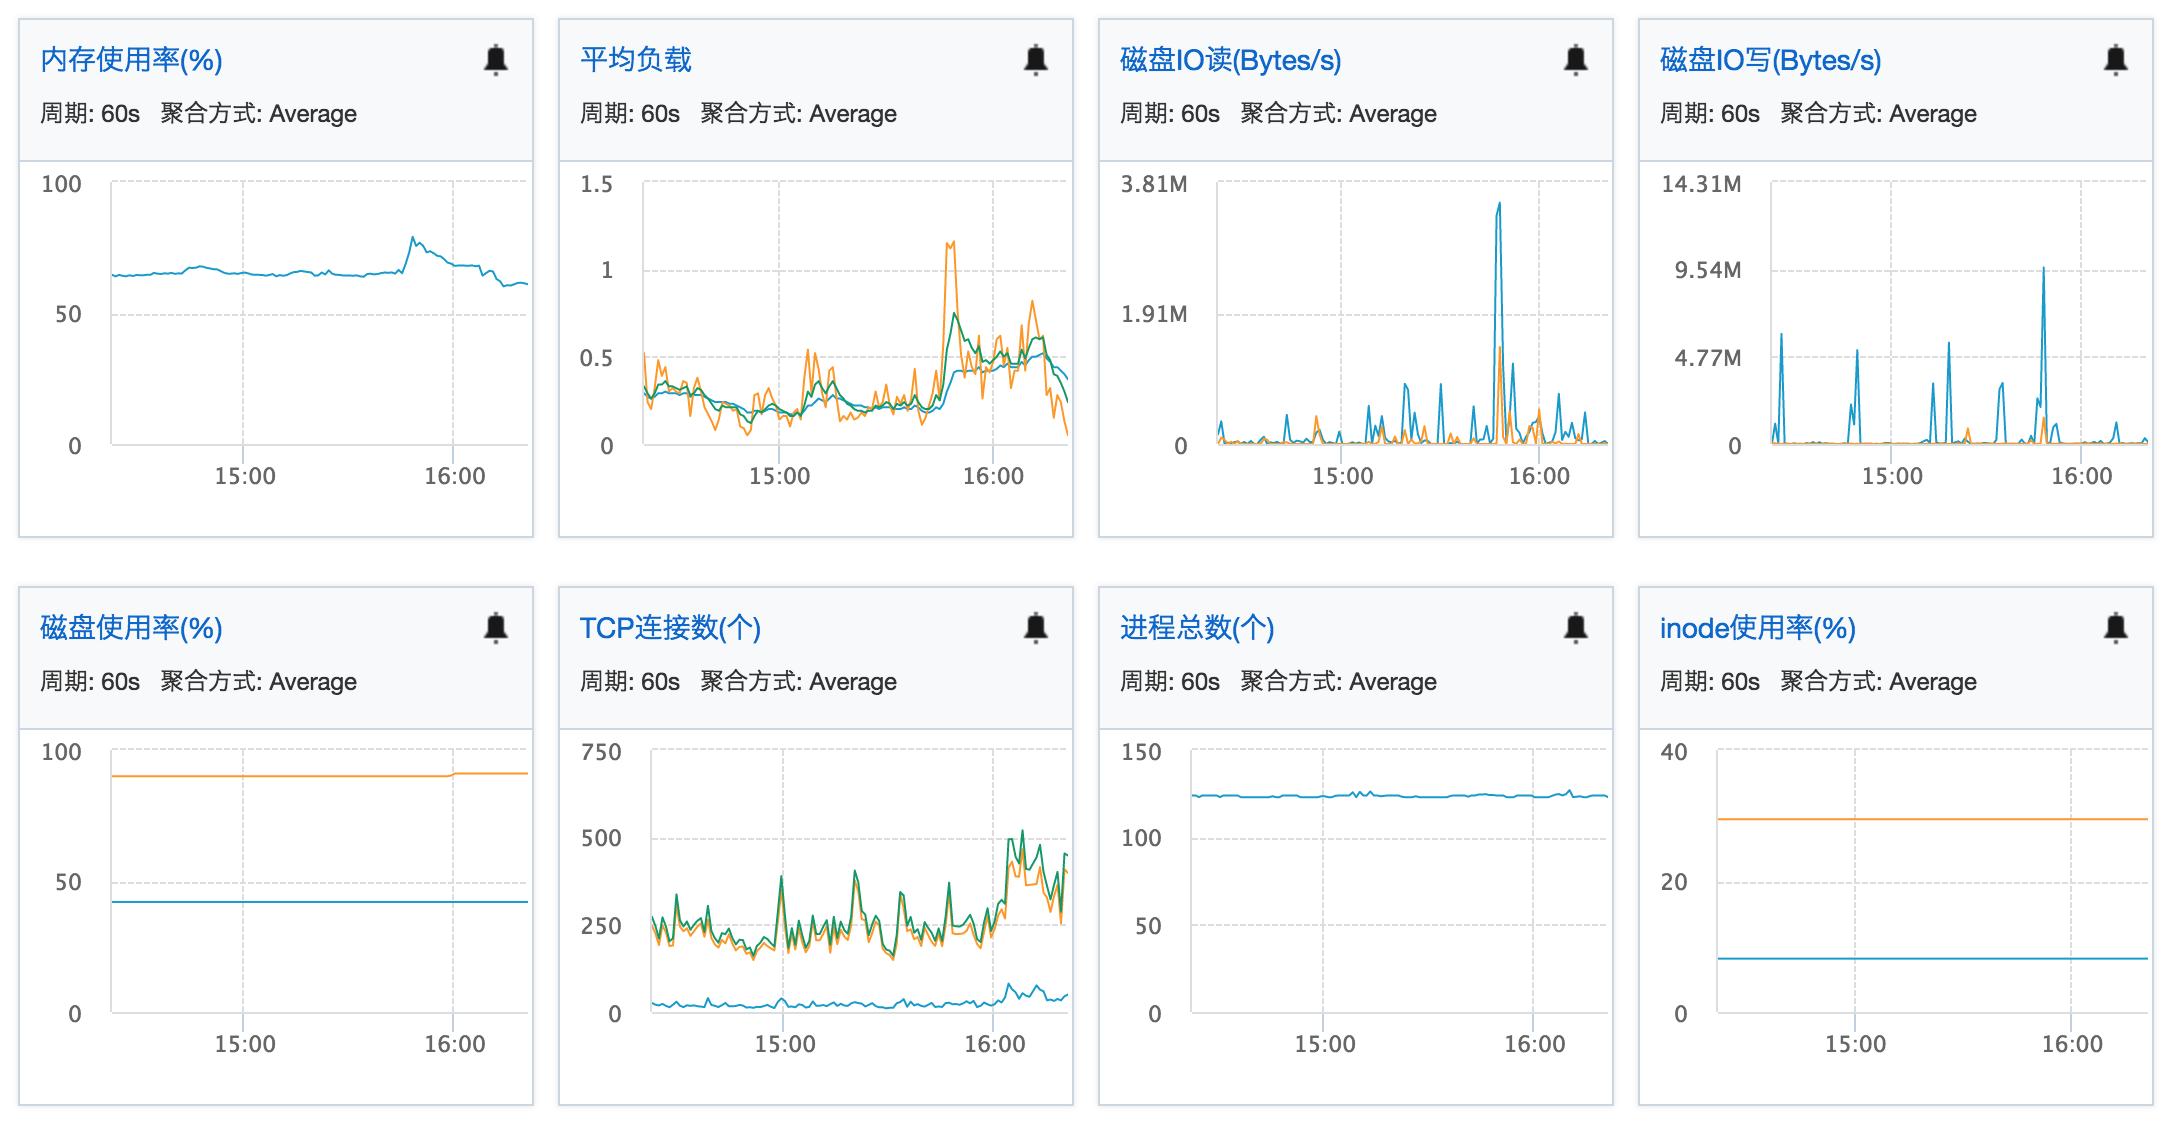 内存使用率(%)
周期: 60s 聚合方式: Average
100
50
0
15:00 16:00
平均负载
周期: 60s 聚合方式: Average
1.5
1
0.5
0
15:00 16:00
磁盘IO读(Bytes/s)
周期: 60s 聚合方式: Average
3.81M
1.91M
0
15:00 16:00
磁盘IO写(Bytes/s)
周期: 60s 聚合方式: Average
14.31M
9.54M
4.77M
0
15:00 16:00
磁盘使用率(%)
周期: 60s 聚合方式: Average
100
50
0
15:00 16:00
TCP连接数(个)
周期: 60s 聚合方式: Average
750
500
250
0
15:00 16:00
进程总数(个)
周期: 60s 聚合方式: Average
150
100
50
0
15:00 16:00
inode使用率(%)
周期: 60s 聚合方式: Average
40
20
0
15:00 16:00